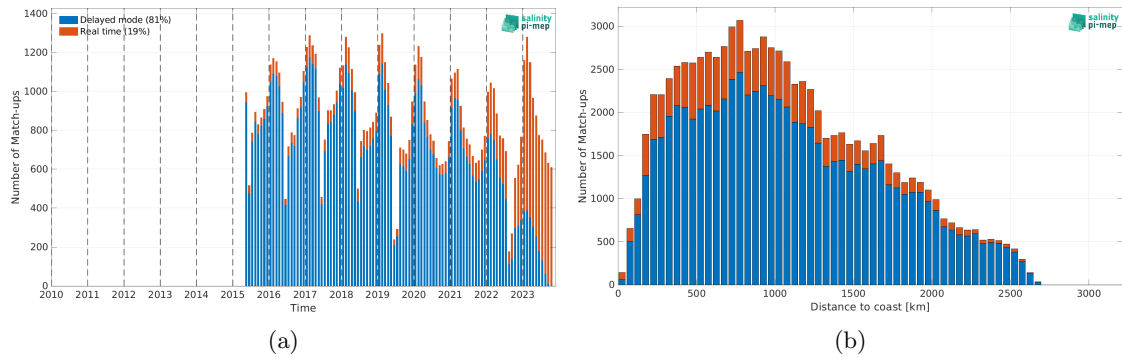 Delayed mode (81%)
Real time (19%)
salinity
pi-mep
Number of Match-ups
1400
1200
1000
800
600
400
200
0
2010 2011 2012 2013 2014 2015 2016 2017 2018 2019 2020 2021 2022 2023
Time
(a)
salinity
pi-mep
Number of Match-ups
3000
2500
2000
1500
1000
500
0
0 500 1000 1500 2000 2500 3000
Distance to coast [km]
(b)